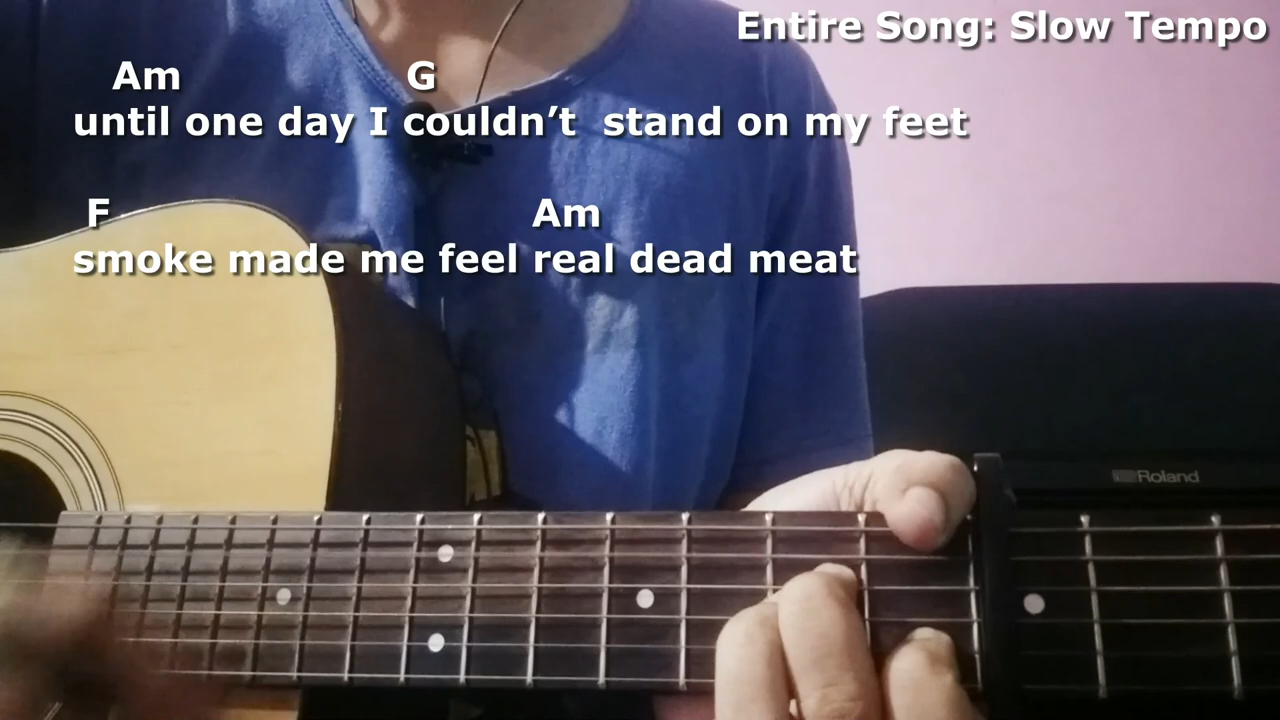 Entire Song: Slow Tempo
Am G
until one day I couldn’t stand on my feet
F Am
smoke made me feel real dead meat
Roland